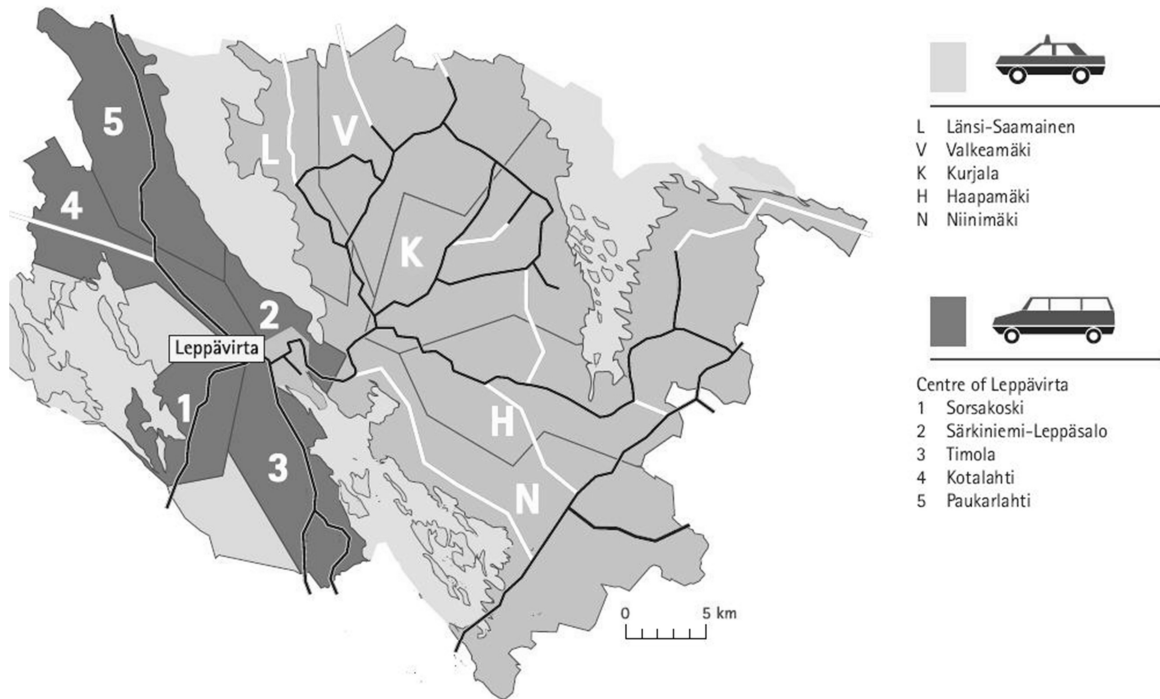 5
V
L
4
K
2
Leppävirta
1
H
3
N
0 5 km
L Länsi-Saamainen
V Valkeamäki
K Kurjala
H Haapamäki
N Niinimäki
Centre of Leppävirta
1 Sorsakoski
2 Särkiniemi-Leppäsalo
3 Timola
4 Kotalahti
5 Paukarlahti